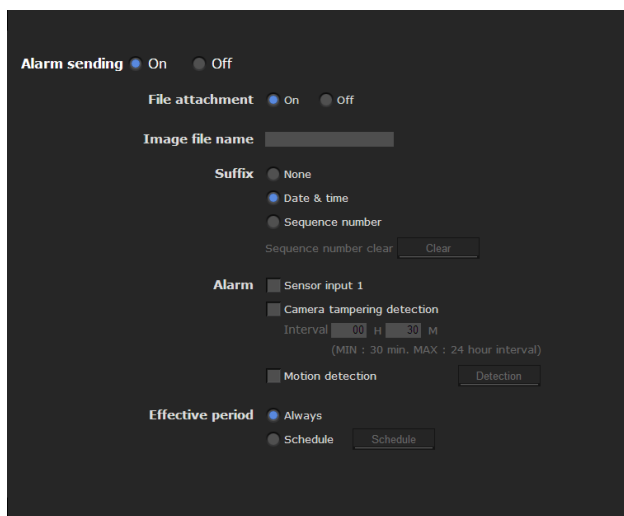 Alarm sending On Off
File attachment On Off
Image file name
Suffix None
Date & time
Sequence number
Sequence number clear Clear
Alarm Sensor input 1
Camera tampering detection
Interval 00 H 30 M
(MIN : 30 min. MAX : 24 hour interval)
Motion detection Detection
Effective period Always
Schedule Schedule